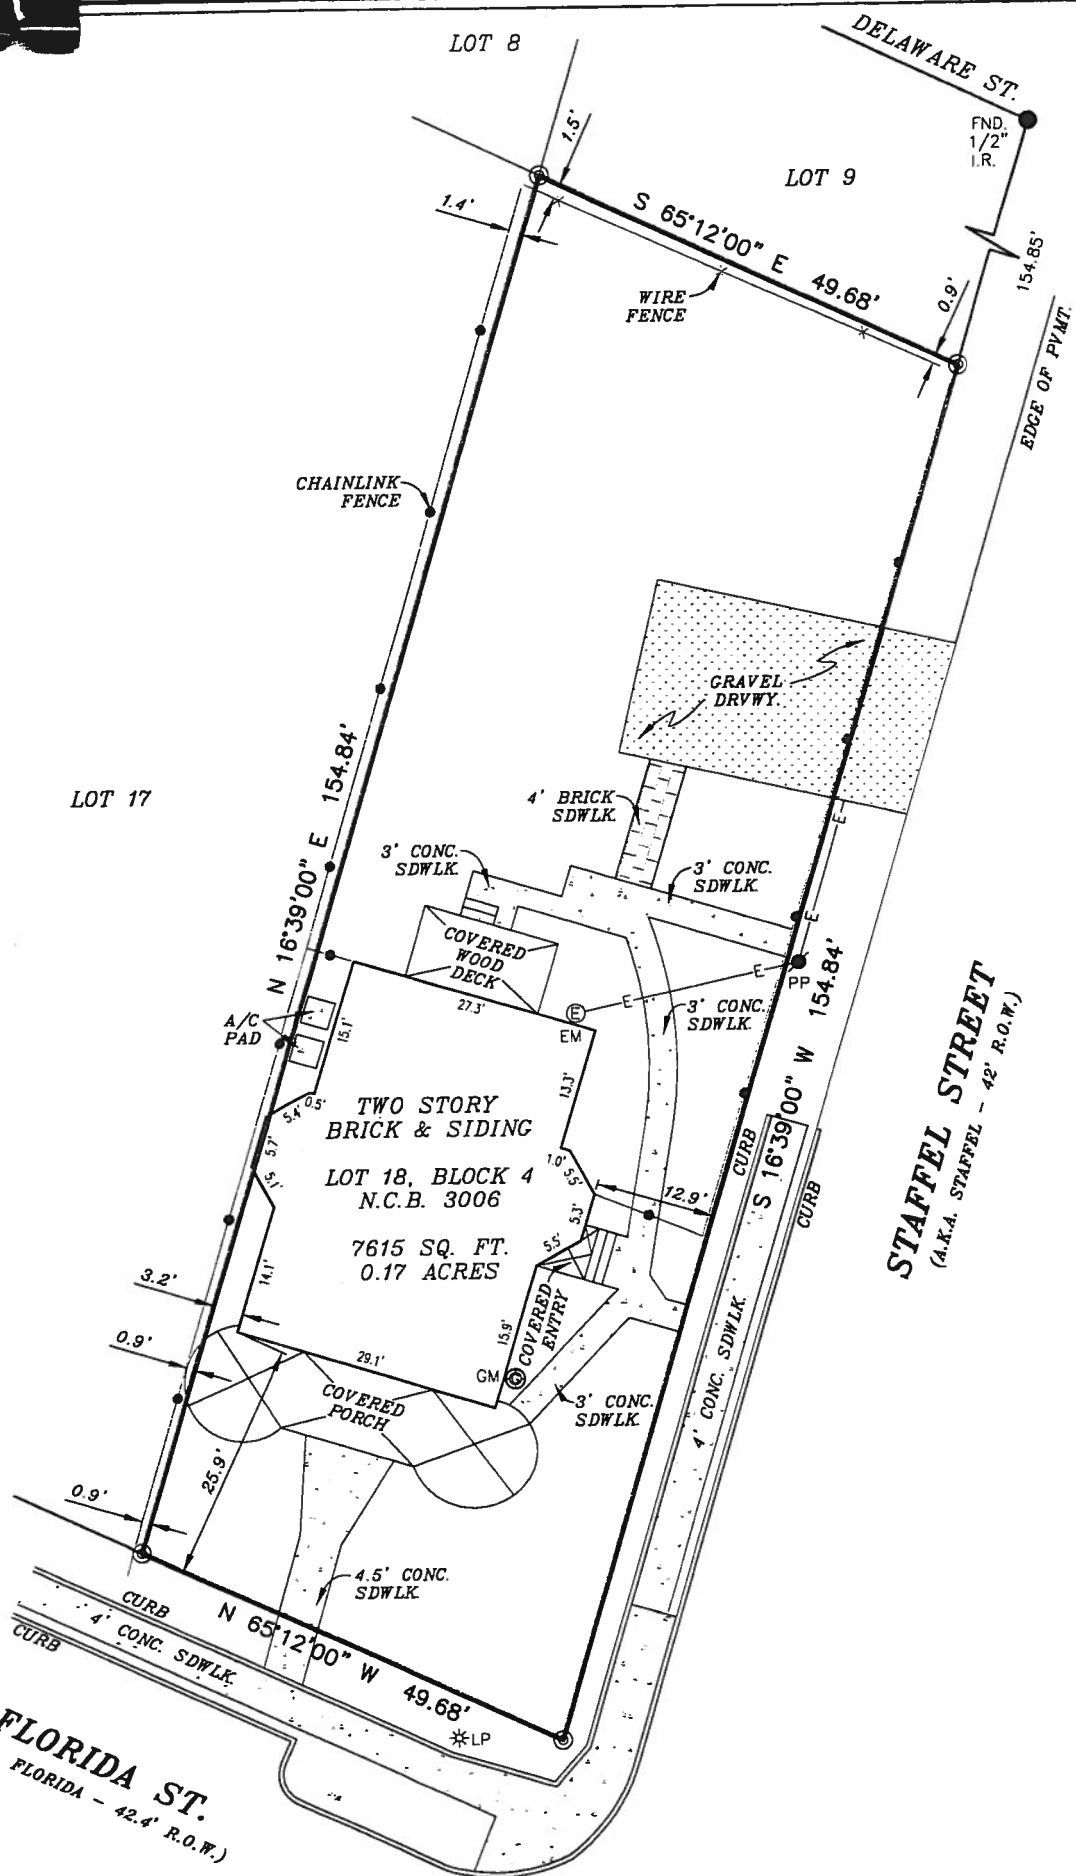 LOT 8
DELAWARE ST.
FND.
1/2"
I.R.
1.5'
LOT 9
1.4'
S 65°12'00" E 49.68'
154.85'
0.9'
WIRE
FENCE
EDGE OF PVMT.
CHAINLINK
FENCE
GRAVEL
DRVWY.
N 16°39'00" E 154.84'
LOT 17
4' BRICK
SDWLK.
E
3' CONC.
SDWLK.
3' CONC.
SDWLK.
E
COVERED
WOOD
DECK
E
PP
E
27.3'
E
EM
3' CONC.
SDWLK.
S 16°39'00" W 154.84'
STAFFEL STREET
(A.K.A. STAFFEL - 42' R.O.W.)
A/C
PAD
15.1'
13.3'
0.5'
5.4'
TWO STORY
BRICK & SIDING
5.7'
5.1'
1.0'
5.5'
CURB
CURB
LOT 18, BLOCK 4
N.C.B. 3006
12.9'
5.3'
5.5'
7615 SQ. FT.
0.17 ACRES
14.1'
3.2'
0.9'
COVERED
ENTRY
15.9'
29.1'
GM
G
COVERED
PORCH
3' CONC.
SDWLK.
4' CONC. SDWLK.
25.9'
0.9'
4.5' CONC.
SDWLK.
CURB
4' CONC. SDWLK.
CURB
N 65°12'00" W 49.68'
LP
FLORIDA ST.
FLORIDA - 42.4' R.O.W.)